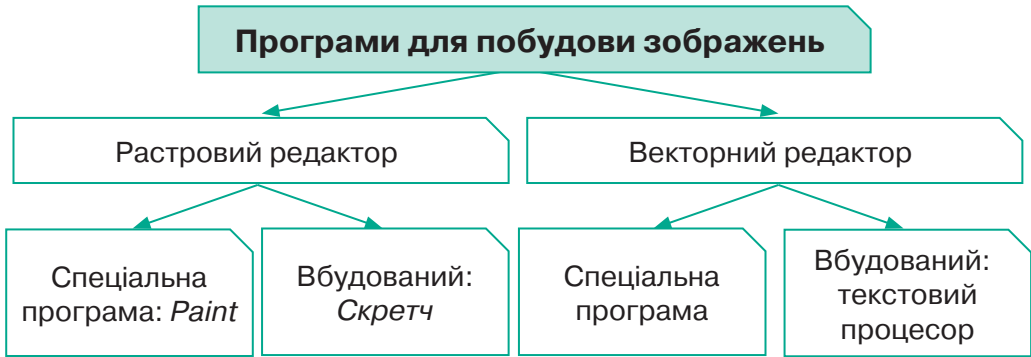 Програми для побудови зображень
Растровий редактор
Векторний редактор
Спеціальна
програма: Paint
Вбудований:
Скретч
Спеціальна
програма
Вбудований:
текстовий
процесор